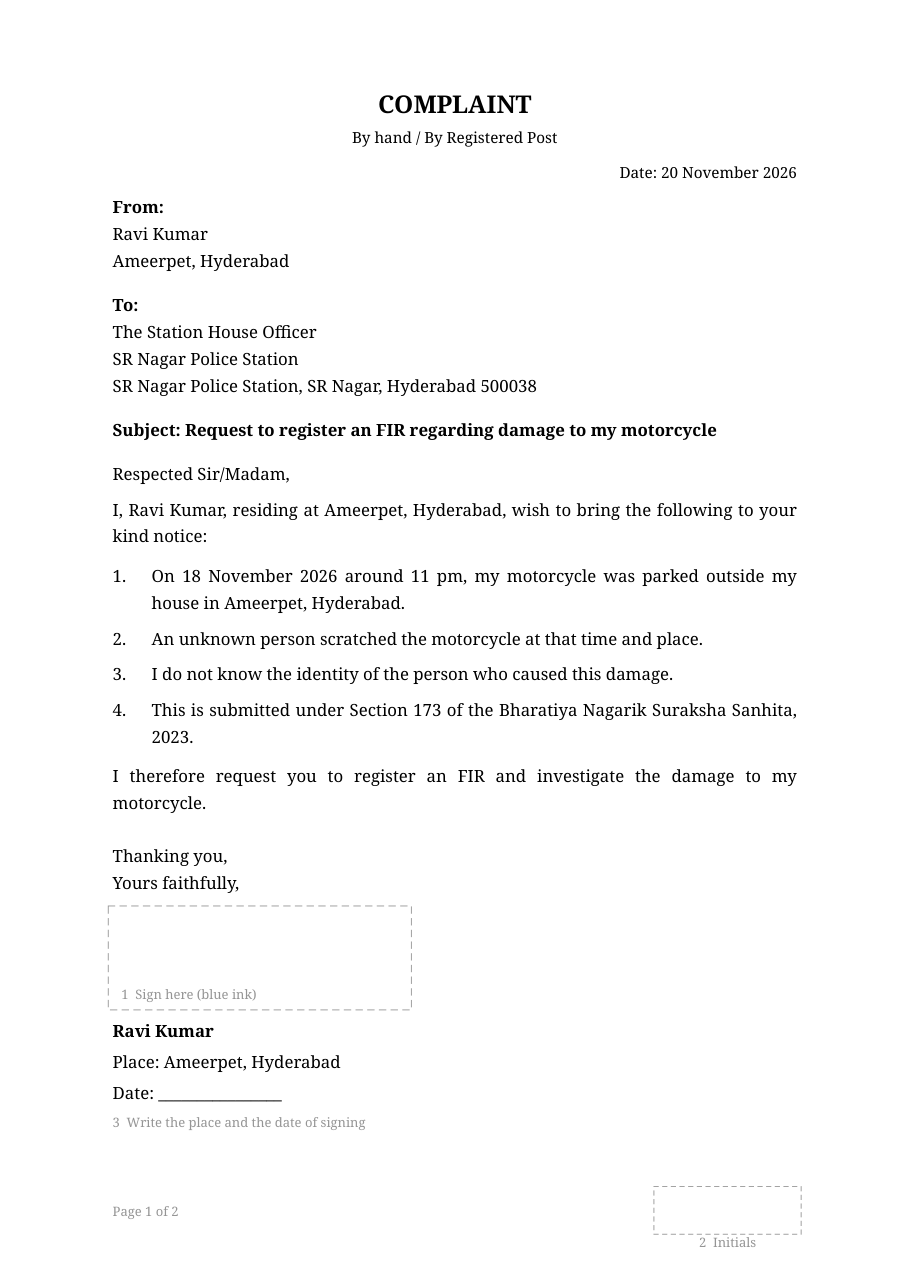 COMPLAINT
By hand / By Registered Post
Date: 20 November 2026
From:
Ravi Kumar
Ameerpet, Hyderabad
To:
The Station House Officer
SR Nagar Police Station
SR Nagar Police Station, SR Nagar, Hyderabad 500038
Subject: Request to register an FIR regarding damage to my motorcycle
Respected Sir/Madam,
I, Ravi Kumar, residing at Ameerpet, Hyderabad, wish to bring the following to your
kind notice:
1. On 18 November 2026 around 11 pm, my motorcycle was parked outside my
house in Ameerpet, Hyderabad.
2. An unknown person scratched the motorcycle at that time and place.
3. I do not know the identity of the person who caused this damage.
4. This is submitted under Section 173 of the Bharatiya Nagarik Suraksha Sanhita,
2023.
I therefore request you to register an FIR and investigate the damage to my
motorcycle.
Thanking you,
Yours faithfully,
1 Sign here (blue ink)
Ravi Kumar
Place: Ameerpet, Hyderabad
Date: _______________
3 Write the place and the date of signing
Page 1 of 2
2 Initials